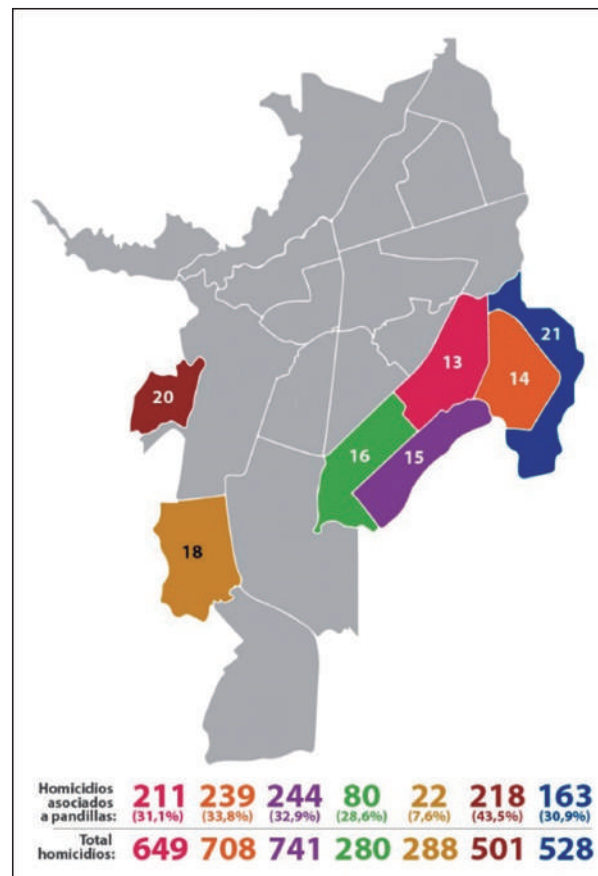 21
13
14
20
16
15
18
Homicidios asociados a pandillas: 211 239 244 80 22 218 163
(31,1%) (33,8%) (32,9%) (28,6%) (7,6%) (43,5%) (30,9%)
Total homicidios: 649 708 741 280 288 501 528